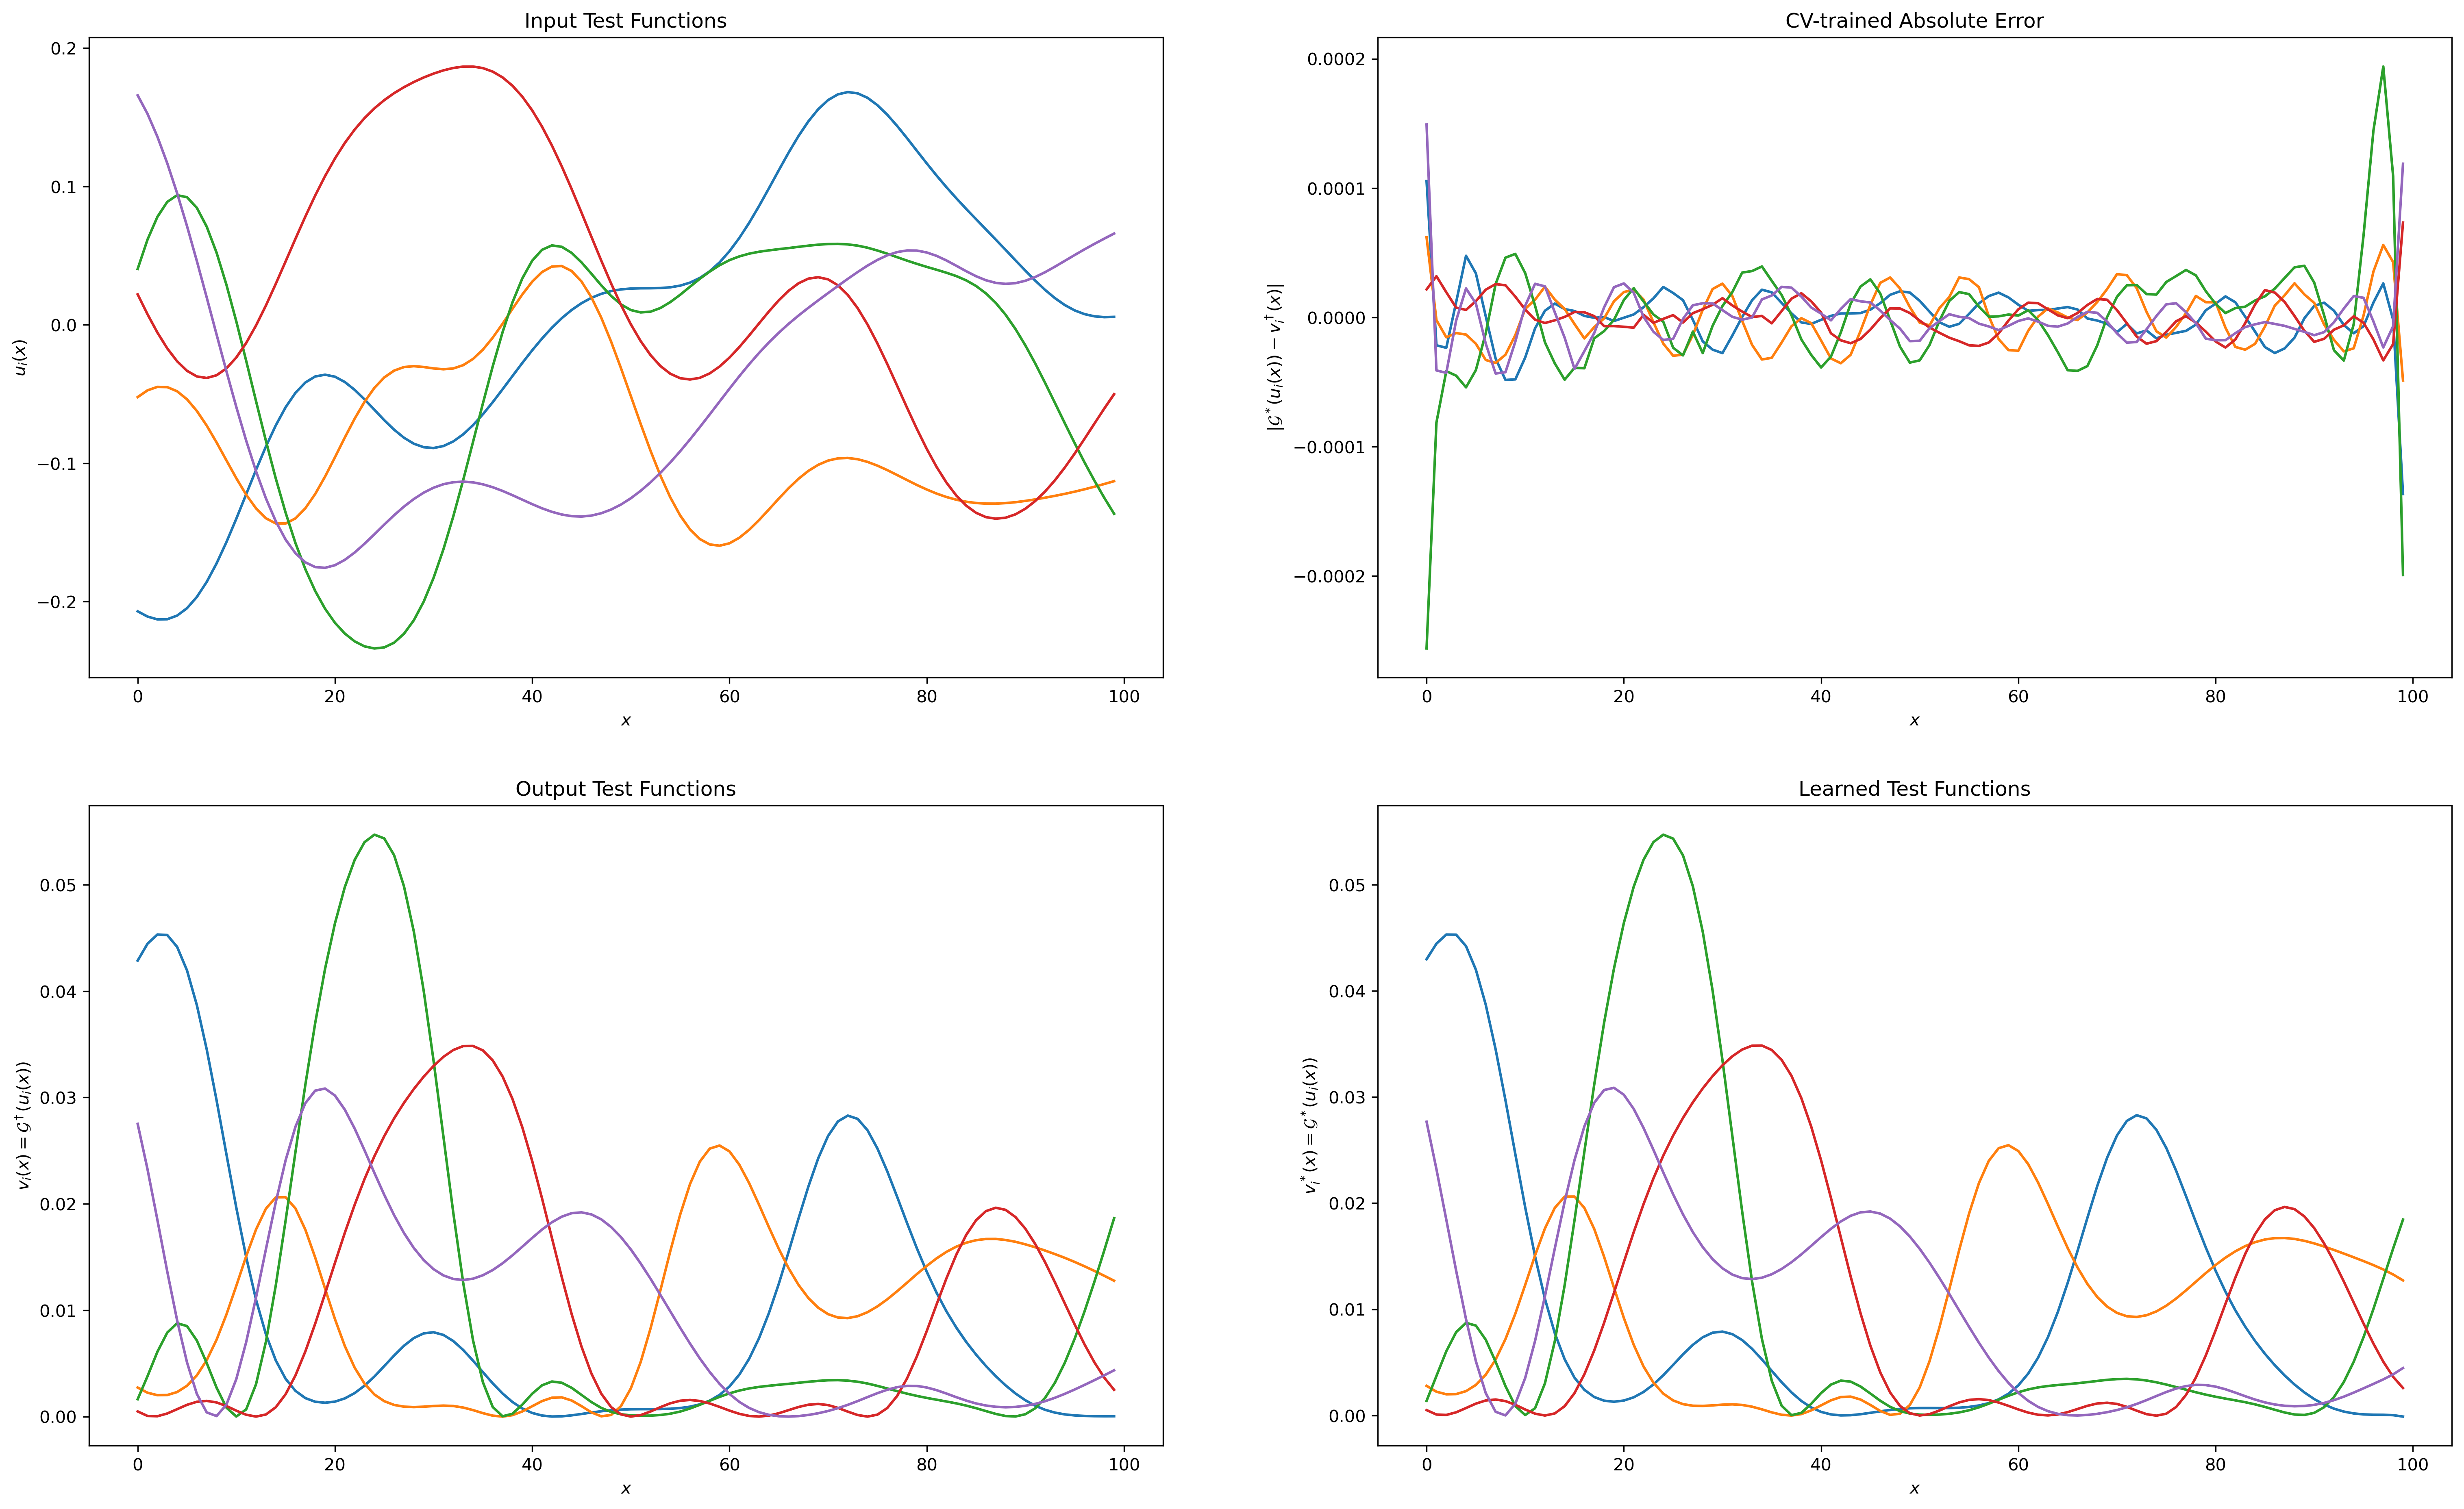 Input Test Functions
0.2
0.1
0.0
−0.1
−0.2
0 20 40 60 80 100
x
u_i(x)
CV-trained Absolute Error
0.0002
0.0001
0.0000
−0.0001
−0.0002
0 20 40 60 80 100
x
|𝒢*(u_i(x)) − v_i†(x)|
Output Test Functions
0.05
0.04
0.03
0.02
0.01
0.00
0 20 40 60 80 100
x
v_i(x) = 𝒢†(u_i(x))
Learned Test Functions
0.05
0.04
0.03
0.02
0.01
0.00
0 20 40 60 80 100
x
v_i*(x) = 𝒢*(u_i(x))